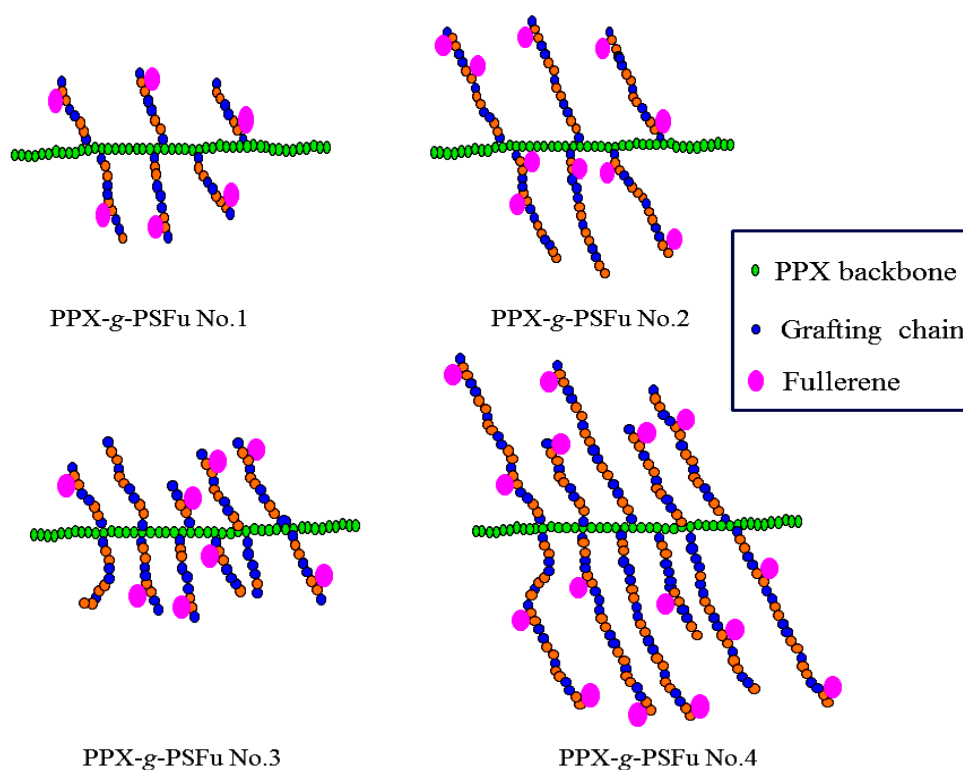 PPX-g-PSFu No.1
PPX-g-PSFu No.2
PPX backbone
Grafting chain
Fullerene
PPX-g-PSFu No.3
PPX-g-PSFu No.4